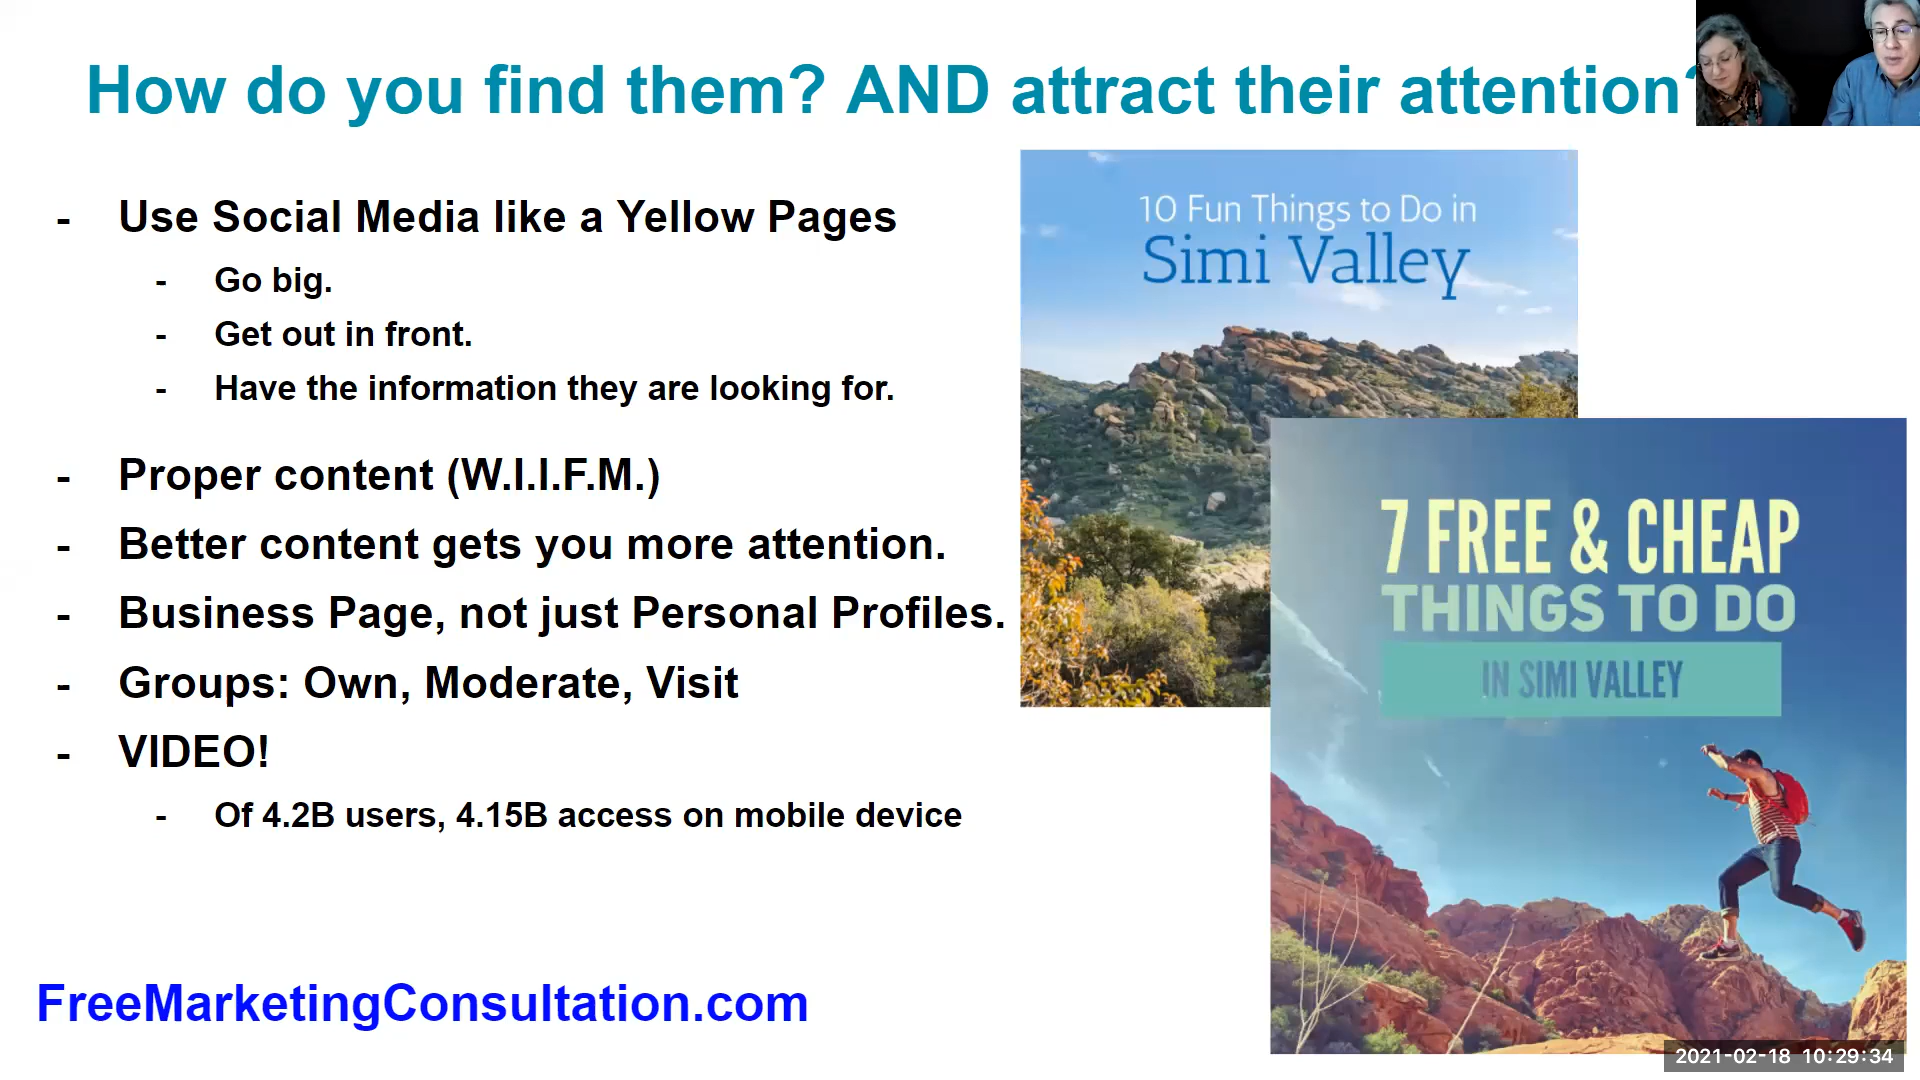 How do you find them? AND attract their attention?
- Use Social Media like a Yellow Pages
- Go big.
- Get out in front.
- Have the information they are looking for.
- Proper content (W.I.I.F.M.)
- Better content gets you more attention.
- Business Page, not just Personal Profiles.
- Groups: Own, Moderate, Visit
- VIDEO!
- Of 4.2B users, 4.15B access on mobile device
FreeMarketingConsultation.com
10 Fun Things to Do in
Simi Valley
7 FREE & CHEAP
THINGS TO DO
IN SIMI VALLEY
2021-02-18 10:29:34